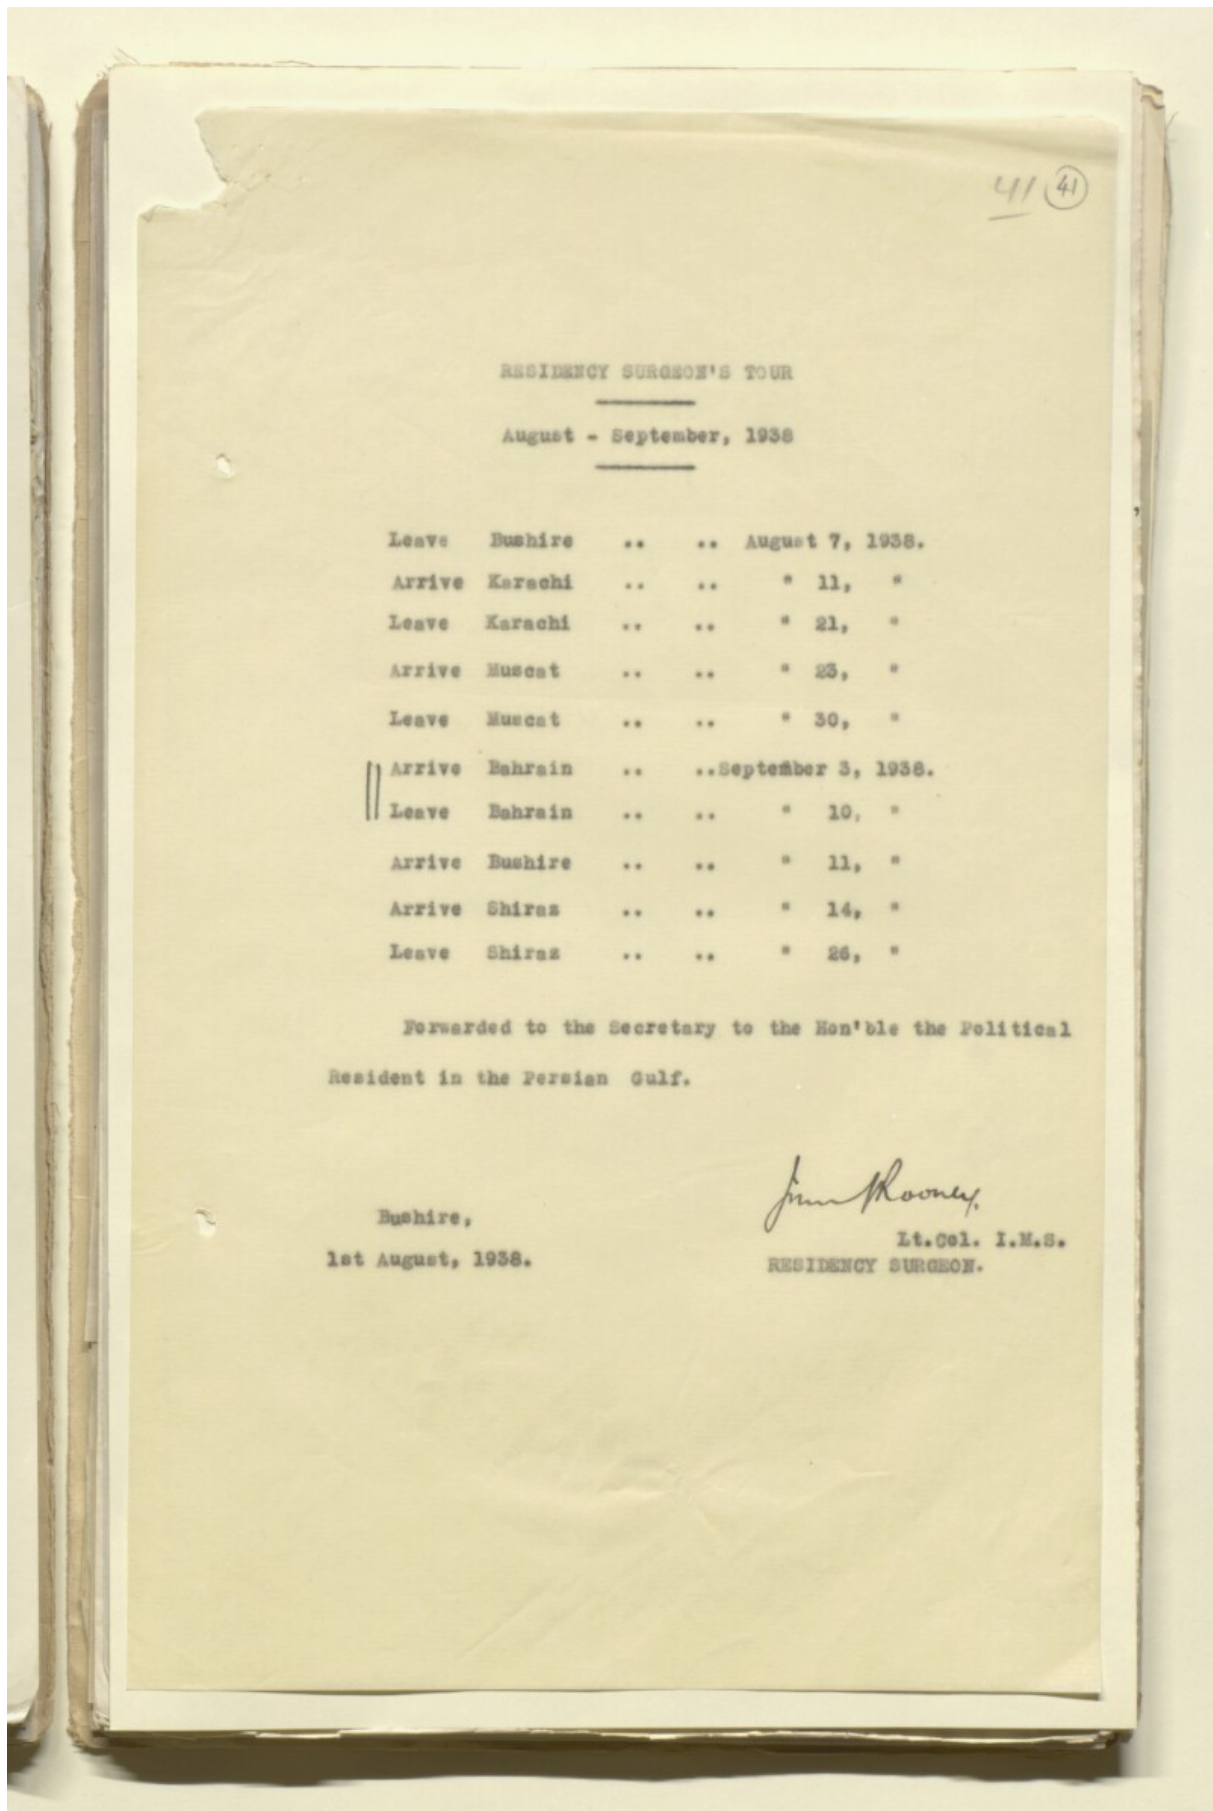 41 41
RESIDENCY SURGEON'S TOUR
August - September, 1938
Leave Bushire .. .. August 7, 1938.
Arrive Karachi .. .. " 11, "
Leave Karachi .. .. " 21, "
Arrive Muscat .. .. " 23, "
Leave Muscat .. .. " 30, "
Arrive Bahrain .. ..September 3, 1938.
Leave Bahrain .. .. " 10, "
Arrive Bushire .. .. " 11, "
Arrive Shiraz .. .. " 14, "
Leave Shiraz .. .. " 26, "
Forwarded to the Secretary to the Hon'ble the Political
Resident in the Persian Gulf.
Rooney.
Bushire,
Lt.Col. I.M.S.
1st August, 1938.
RESIDENCY SURGEON.